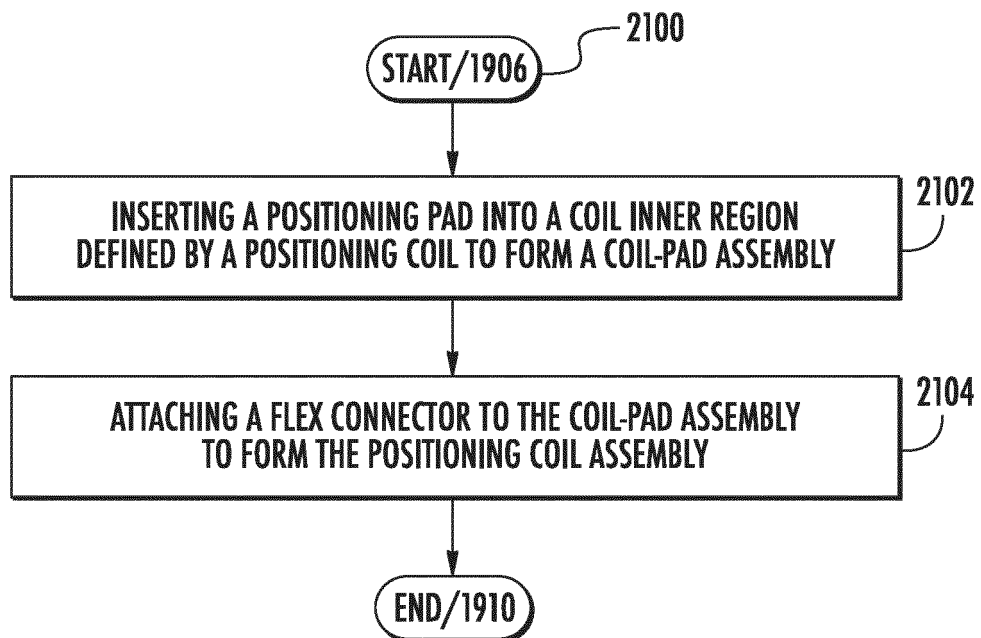 2100
START/1906
2102
INSERTING A POSITIONING PAD INTO A COIL INNER REGION
DEFINED BY A POSITIONING COIL TO FORM A COIL-PAD ASSEMBLY
2104
ATTACHING A FLEX CONNECTOR TO THE COIL-PAD ASSEMBLY
TO FORM THE POSITIONING COIL ASSEMBLY
END/1910